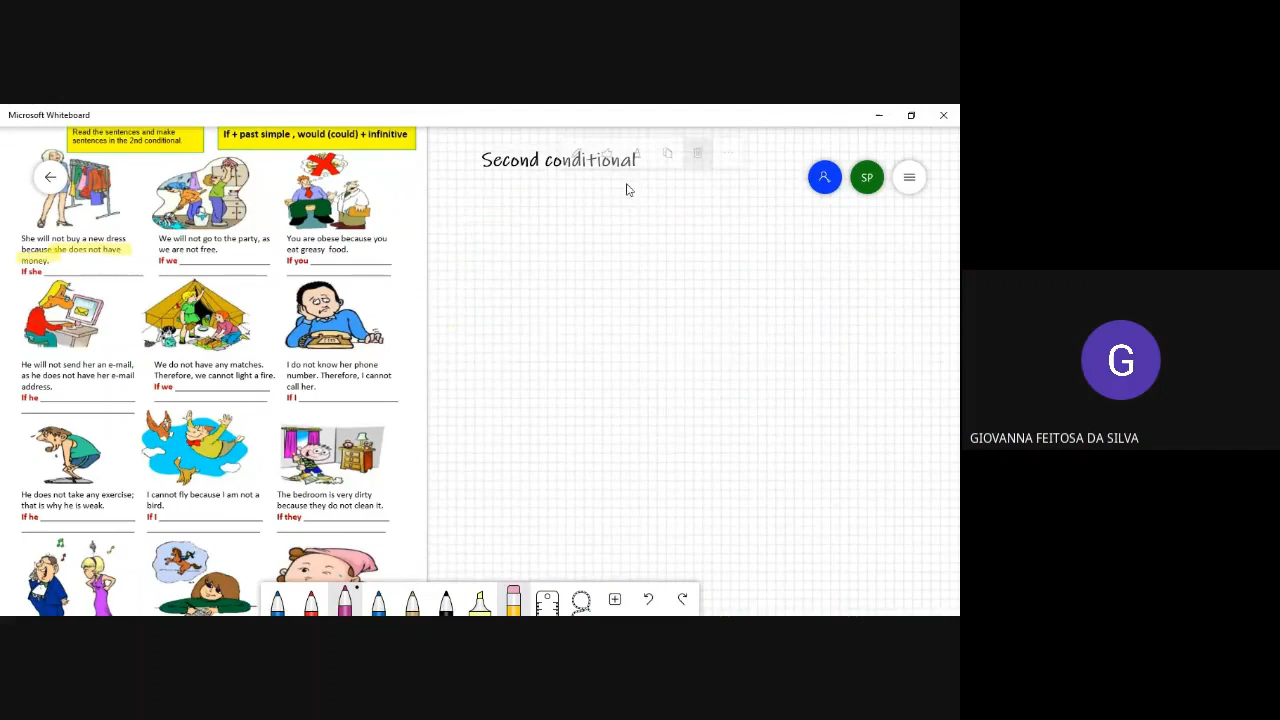 Microsoft Whiteboard
Read the sentences and make
sentences in the 2nd conditional.
If + past simple , would (could) + infinitive
Second conditional
SP
She will not buy a new dress
because she does not have
money.
If she
We will not go to the party, as
we are not free.
If we
You are obese because you
eat greasy food.
If you
He will not send her an e-mail,
as he does not have her e-mail
address.
If he
We do not have any matches.
Therefore, we cannot light a fire.
If we
I do not know her phone
number. Therefore, I cannot
call her.
If I
He does not take any exercise;
that is why he is weak.
If he
I cannot fly because I am not a
bird.
If I
The bedroom is very dirty
because they do not clean it.
If they
G
GIOVANNA FEITOSA DA SILVA